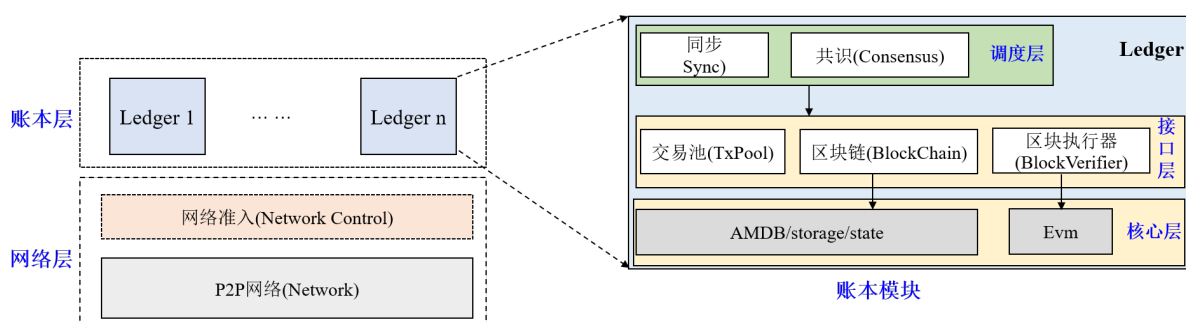 账本层
Ledger 1
... ...
Ledger n
网络层
网络准入(Network Control)
P2P网络(Network)
Ledger
同步
Sync)
共识(Consensus)
调度层
交易池(TxPool)
区块链(BlockChain)
区块执行器
(BlockVerifier)
接
口
层
AMDB/storage/state
Evm
核心层
账本模块